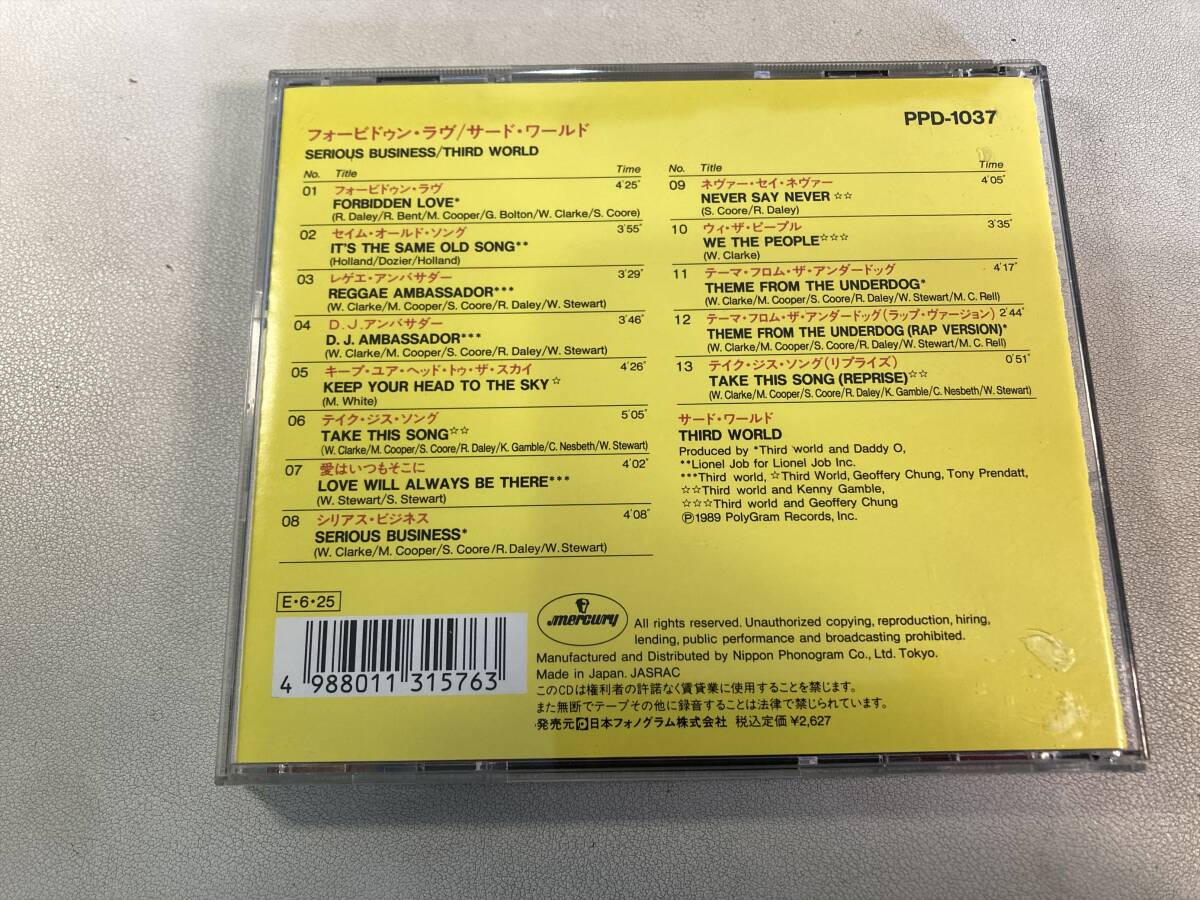 フォービドゥン・ラヴ/サード・ワールド
SERIOUS BUSINESS/THIRD WORLD
PPD-1037
No. Title Time
01 フォービドゥン・ラヴ 4'25"
FORBIDDEN LOVE*
(R. Daley/R. Bent/M. Cooper/G. Bolton/W. Clarke/S. Coore)
02 セイム・オールド・ソング 3'55"
IT'S THE SAME OLD SONG**
(Holland/Dozier/Holland)
03 レゲエ・アンバサダー 3'29"
REGGAE AMBASSADOR***
(W. Clarke/M. Cooper/S. Coore/R. Daley/W. Stewart)
04 D.J.アンバサダー 3'46"
D. J. AMBASSADOR***
(W. Clarke/M. Cooper/S. Coore/R. Daley/W. Stewart)
05 キープ・ユア・ヘッド・トゥ・ザ・スカイ 4'26"
KEEP YOUR HEAD TO THE SKY☆
(M. White)
06 テイク・ジス・ソング 5'05"
TAKE THIS SONG☆☆
(W. Clarke/M. Cooper/S. Coore/R. Daley/K. Gamble/C. Nesbeth/W. Stewart)
07 愛はいつもそこに 4'02"
LOVE WILL ALWAYS BE THERE***
(W. Stewart/S. Stewart)
08 シリアス・ビジネス 4'08"
SERIOUS BUSINESS*
(W. Clarke/M. Cooper/S. Coore/R. Daley/W. Stewart)
No. Title Time
09 ネヴァー・セイ・ネヴァー 4'05"
NEVER SAY NEVER ☆☆
(S. Coore/R. Daley)
10 ウィ・ザ・ピープル 3'35"
WE THE PEOPLE☆☆☆
(W. Clarke)
11 テーマ・フロム・ザ・アンダードッグ 4'17"
THEME FROM THE UNDERDOG*
(W. Clarke/M. Cooper/S. Coore/R. Daley/W. Stewart/M. C. Rell)
12 テーマ・フロム・ザ・アンダードッグ(ラップ・ヴァージョン) 2'44"
THEME FROM THE UNDERDOG (RAP VERSION)*
(W. Clarke/M. Cooper/S. Coore/R. Daley/W. Stewart/M. C. Rell)
13 テイク・ジス・ソング(リプライズ) 0'51"
TAKE THIS SONG (REPRISE)☆☆
(W. Clarke/M. Cooper/S. Coore/R. Daley/K. Gamble/C. Nesbeth/W. Stewart)
サード・ワールド
THIRD WORLD
Produced by *Third world and Daddy O,
**Lionel Job for Lionel Job Inc.
***Third world, ☆Third World, Geoffery Chung, Tony Prendatt,
☆☆Third world and Kenny Gamble,
☆☆☆Third world and Geoffery Chung
Ⓟ1989 PolyGram Records, Inc.
E・6・25
4 988011 315763
mercury
All rights reserved. Unauthorized copying, reproduction, hiring,
lending, public performance and broadcasting prohibited.
Manufactured and Distributed by Nippon Phonogram Co., Ltd. Tokyo.
Made in Japan. JASRAC
このCDは権利者の許諾なく賃貸業に使用することを禁じます。
また無断でテープその他に録音することは法律で禁じられています。
発売元 日本フォノグラム株式会社 税込定価¥2,627